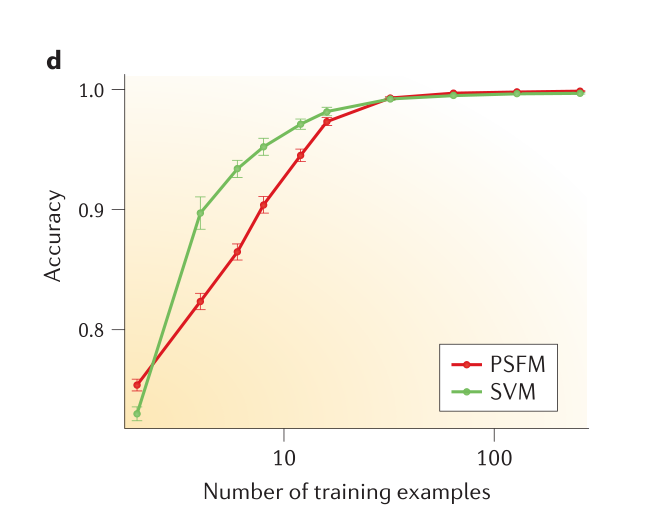 d
1.0
0.9
0.8
Accuracy
PSFM
SVM
10 100
Number of training examples